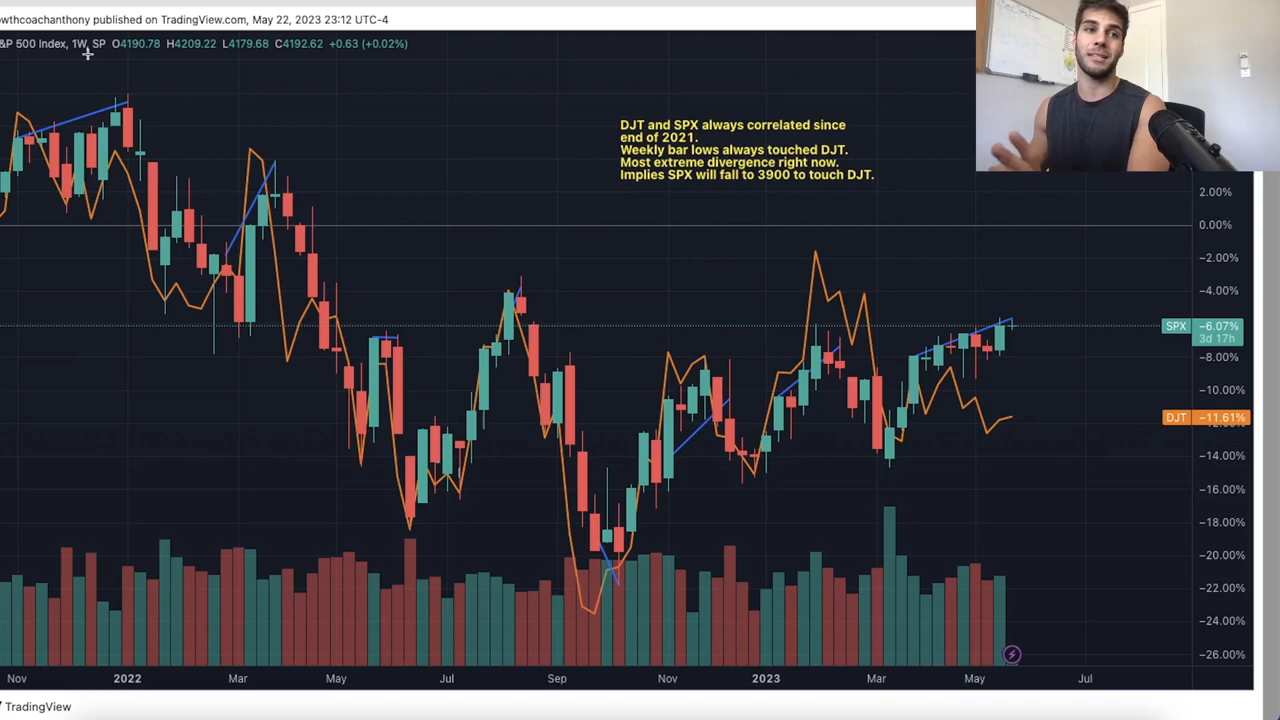 wthcoachanthony published on TradingView.com, May 22, 2023 23:12 UTC-4
&P 500 Index, 1W, SP O4190.78 H4209.22 L4179.68 C4192.62 +0.63 (+0.02%)
DJT and SPX always correlated since
end of 2021.
Weekly bar lows always touched DJT.
Most extreme divergence right now.
Implies SPX will fall to 3900 to touch DJT.
2.00%
0.00%
−2.00%
−4.00%
SPX −6.07%
3d 17h
−8.00%
−10.00%
DJT −11.61%
−14.00%
−16.00%
−18.00%
−20.00%
−22.00%
−24.00%
−26.00%
Nov 2022 Mar May Jul Sep Nov 2023 Mar May Jul
TradingView